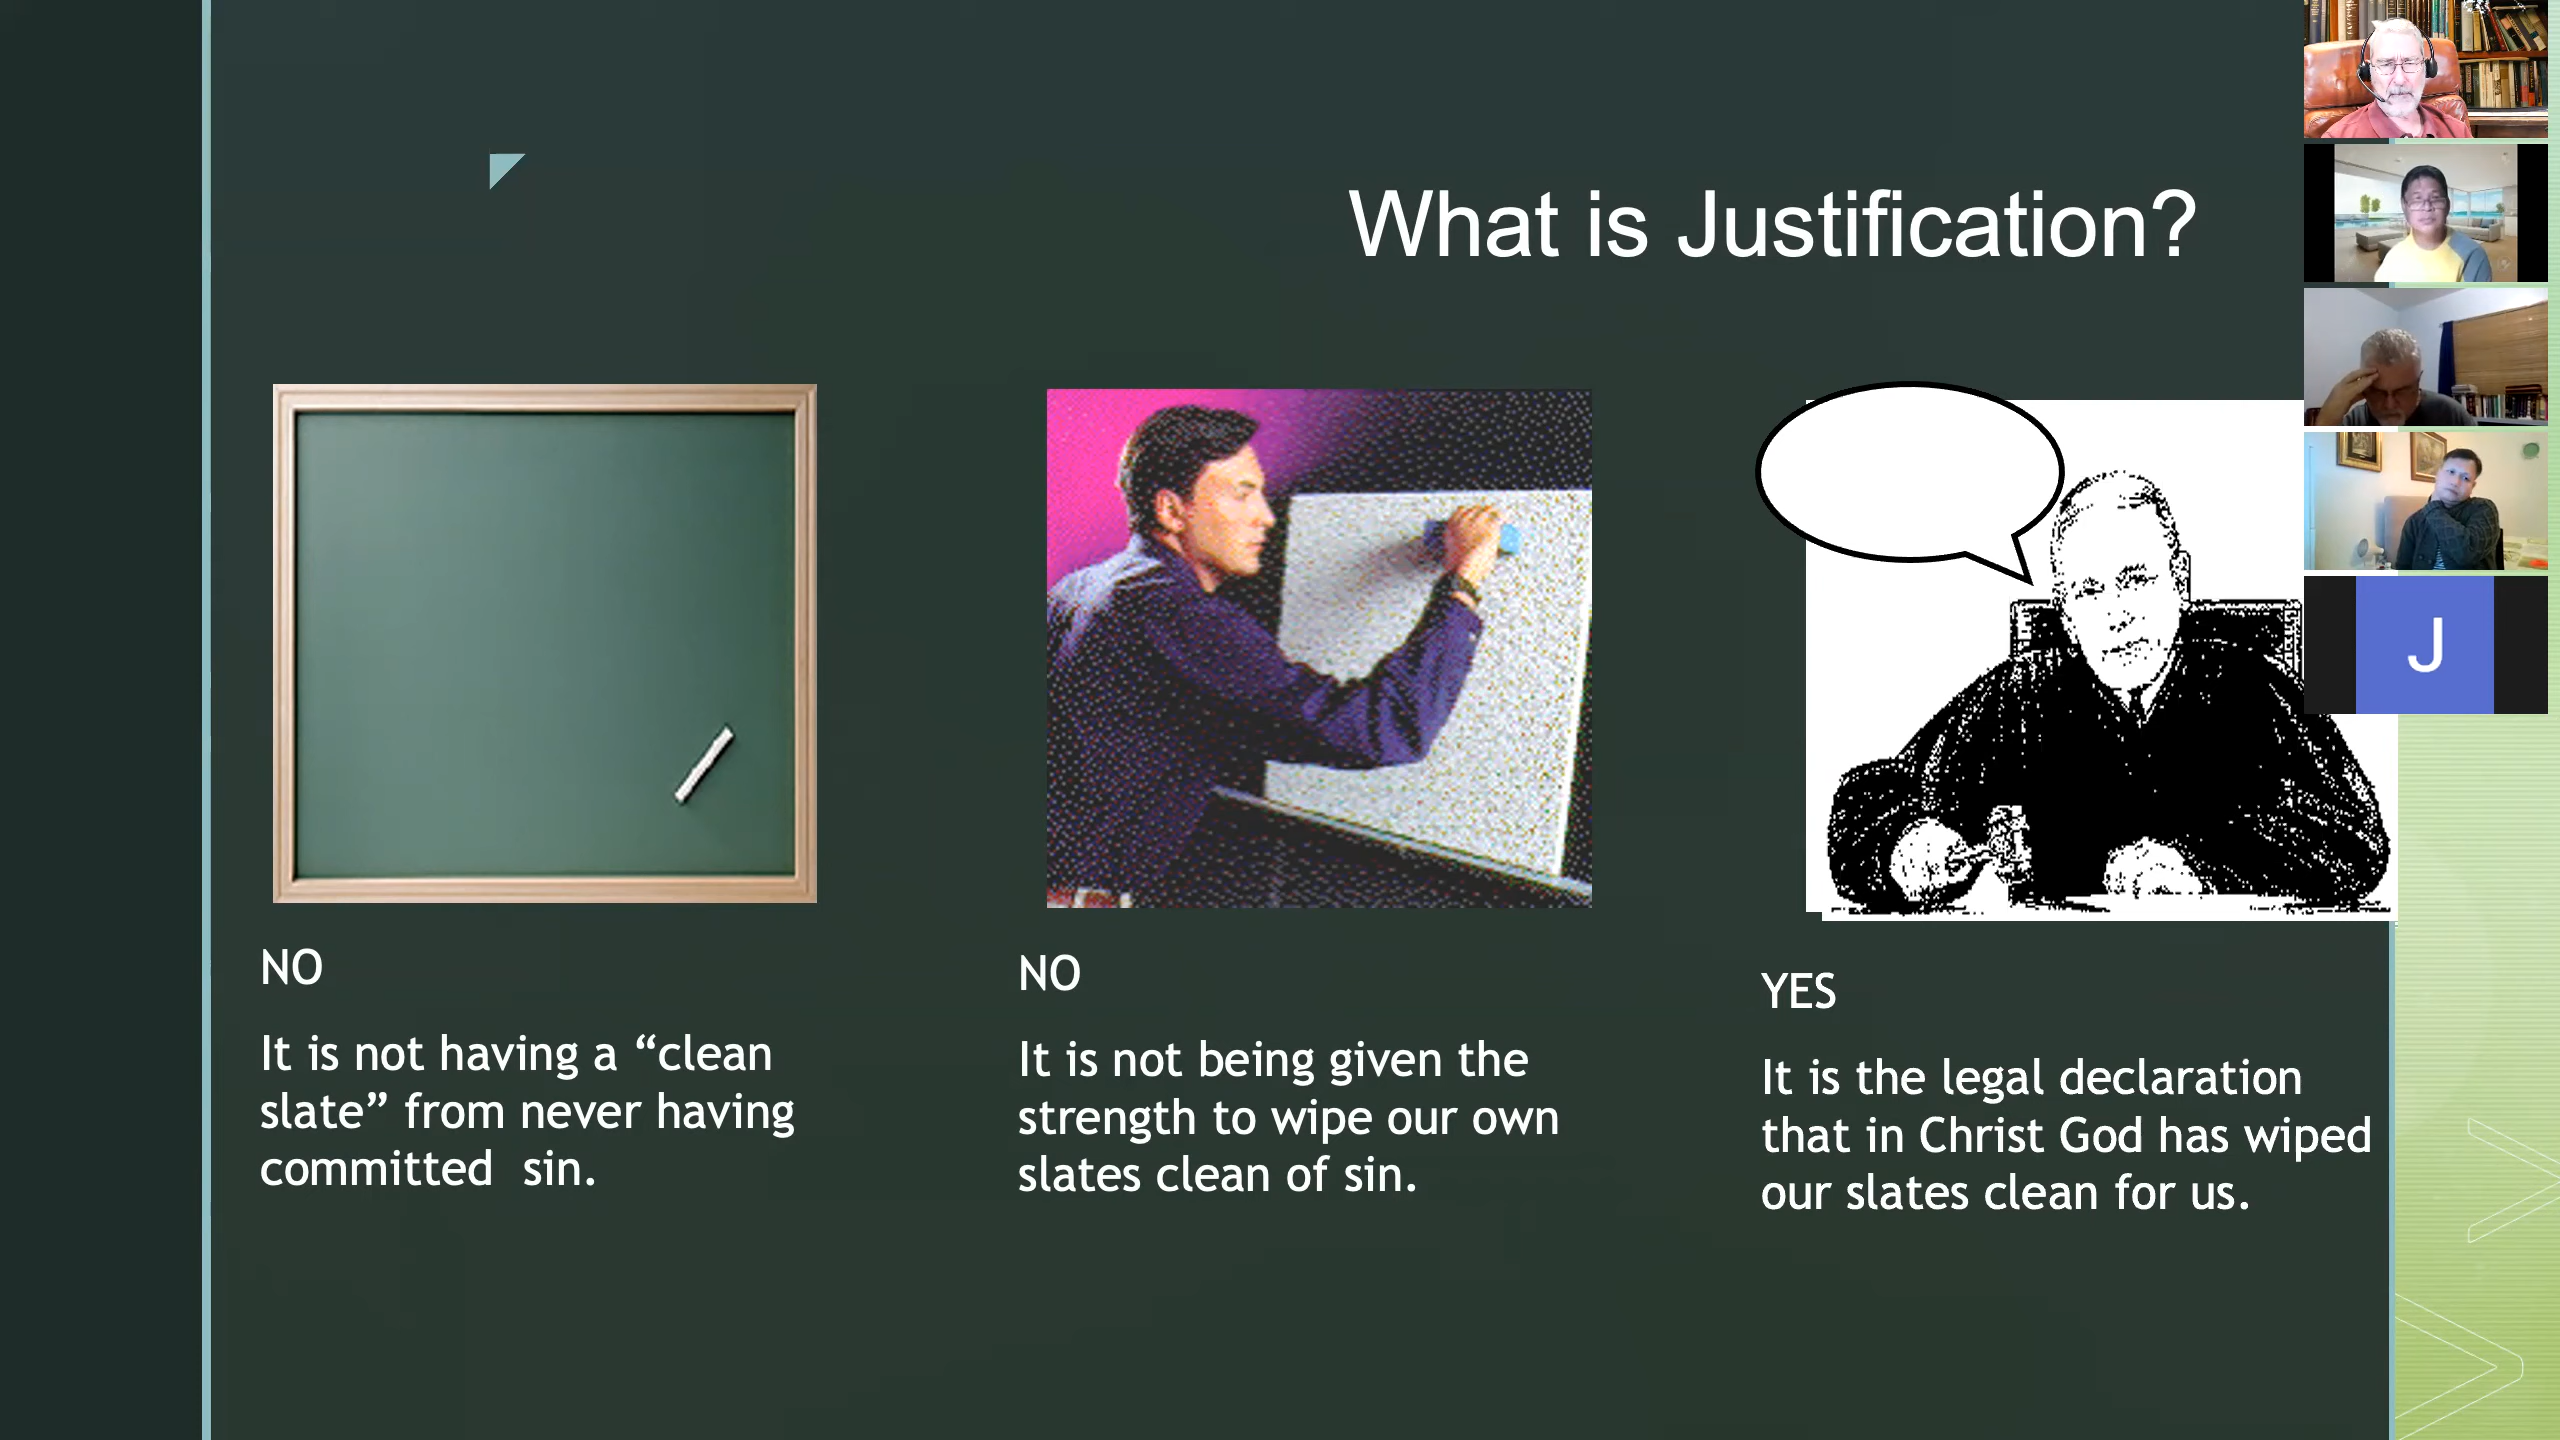 What is Justification?
NO
It is not having a “clean
slate” from never having
committed  sin.
NO
It is not being given the
strength to wipe our own
slates clean of sin.
YES
It is the legal declaration
that in Christ God has wiped
our slates clean for us.
J